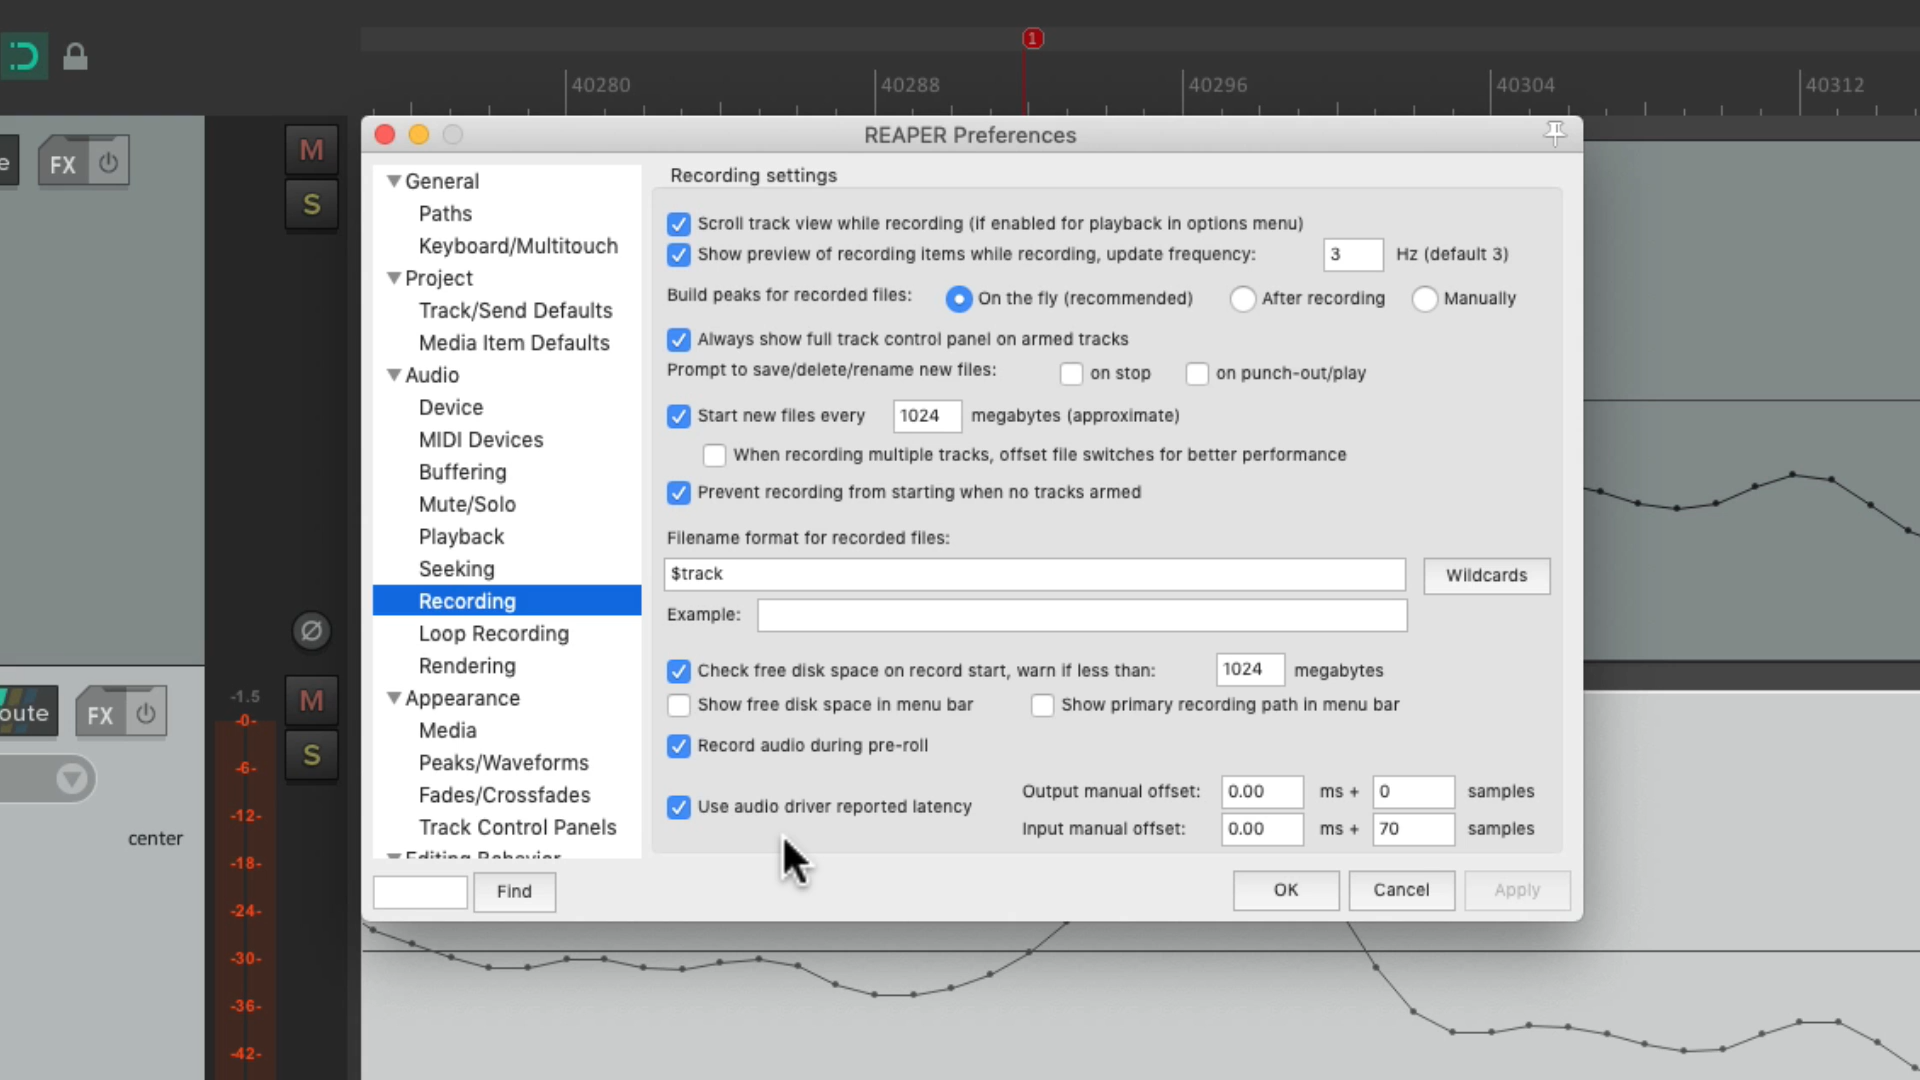 1
40280 40288 40296 40304 40312
REAPER Preferences
e FX M
S
General
Paths
Keyboard/Multitouch
Project
Track/Send Defaults
Media Item Defaults
Audio
Device
MIDI Devices
Buffering
Mute/Solo
Playback
Seeking
Recording
Loop Recording
Rendering
Appearance
Media
Peaks/Waveforms
Fades/Crossfades
Track Control Panels
Editing Behavior
Find
Recording settings
Scroll track view while recording (if enabled for playback in options menu)
Show preview of recording items while recording, update frequency: 3 Hz (default 3)
Build peaks for recorded files: On the fly (recommended) After recording Manually
Always show full track control panel on armed tracks
Prompt to save/delete/rename new files: on stop on punch-out/play
Start new files every 1024 megabytes (approximate)
When recording multiple tracks, offset file switches for better performance
Prevent recording from starting when no tracks armed
Filename format for recorded files:
$track Wildcards
Example:
Check free disk space on record start, warn if less than: 1024 megabytes
Show free disk space in menu bar Show primary recording path in menu bar
Record audio during pre-roll
Use audio driver reported latency
Output manual offset: 0.00 ms + 0 samples
Input manual offset: 0.00 ms + 70 samples
OK Cancel Apply
oute FX M
S
center
-1.5
-0-
-6-
-12-
-18-
-24-
-30-
-36-
-42-